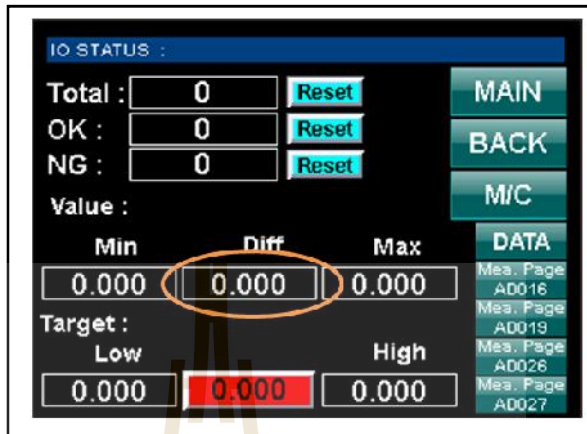 IO STATUS :
Total : 0 Reset
OK : 0 Reset
NG : 0 Reset
Value :
Min Diff Max
0.000 0.000 0.000
Target :
Low High
0.000 0.000 0.000
MAIN
BACK
M/C
DATA
Mea. Page
AD016
Mea. Page
AD019
Mea. Page
AD026
Mea. Page
AD027